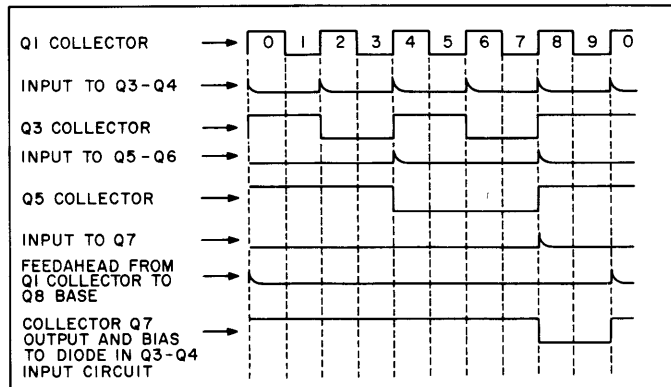 Q1 COLLECTOR
0 1 2 3 4 5 6 7 8 9 0
INPUT TO Q3-Q4
Q3 COLLECTOR
INPUT TO Q5-Q6
Q5 COLLECTOR
INPUT TO Q7
FEEDAHEAD FROM
Q1 COLLECTOR TO
Q8 BASE
COLLECTOR Q7
OUTPUT AND BIAS
TO DIODE IN Q3-Q4
INPUT CIRCUIT